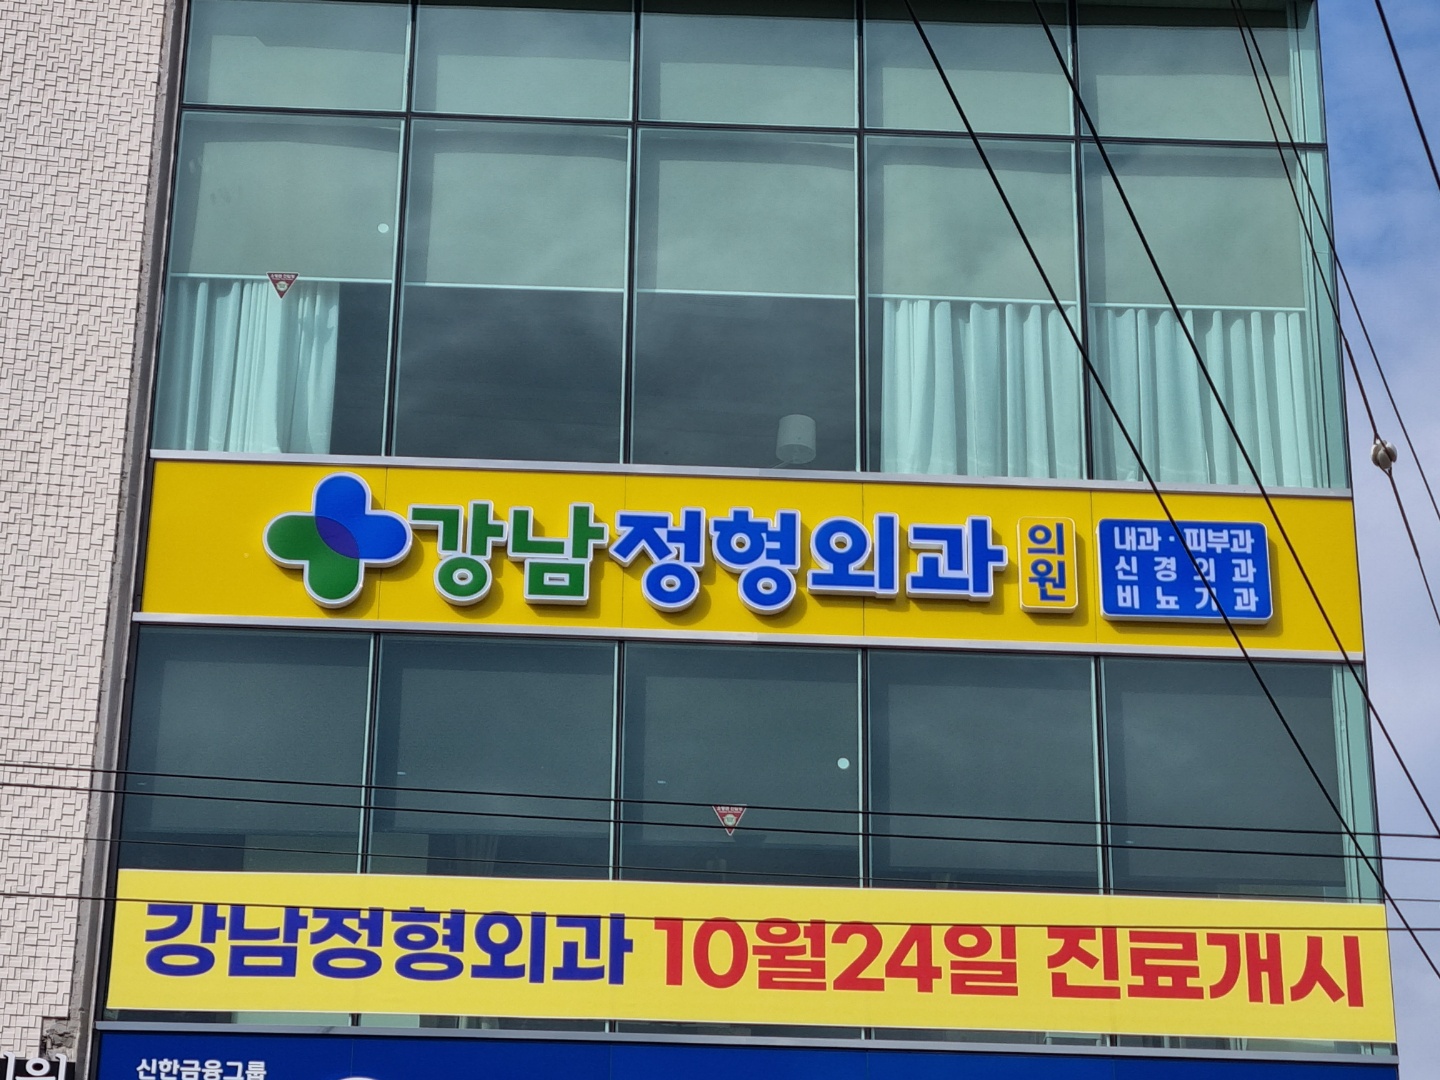 강남정형외과
의원
내과·피부과
신경외과
비뇨기과
강남정형외과 10월24일 진료개시
신한금융그룹